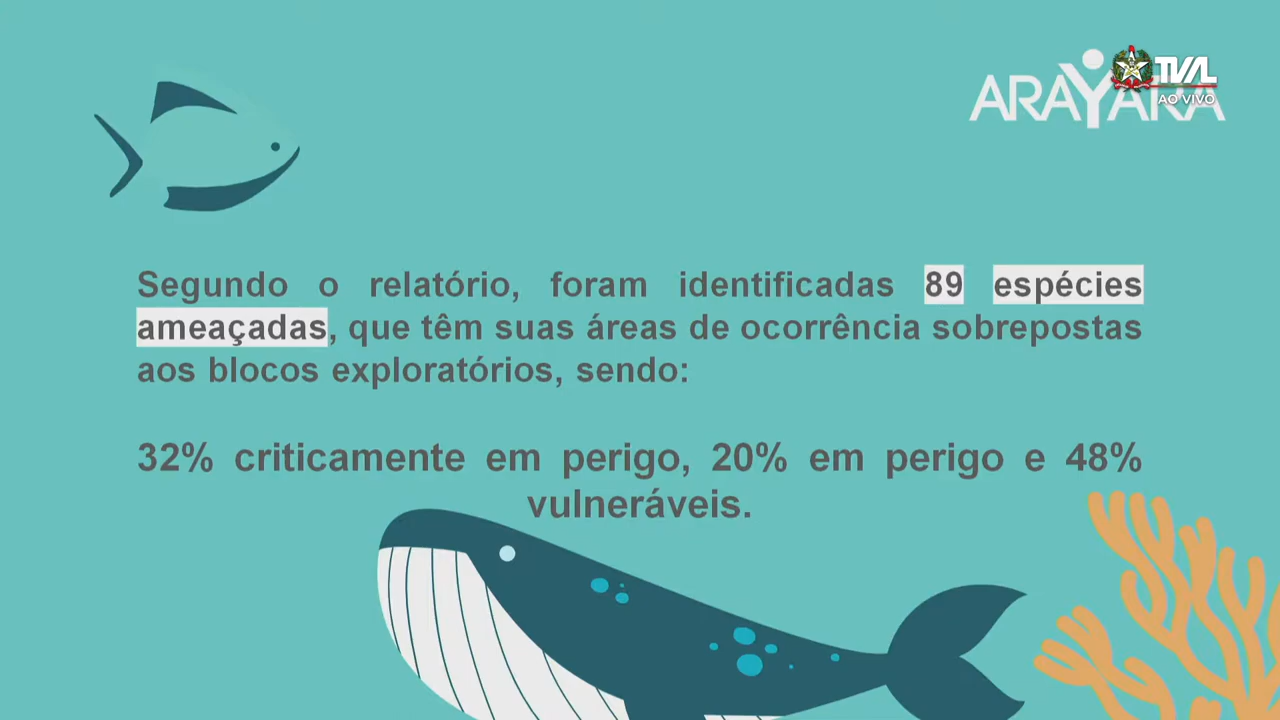 ARAYARA
TVAL
AO VIVO
Segundo o relatório, foram identificadas 89 espécies
ameaçadas, que têm suas áreas de ocorrência sobrepostas
aos blocos exploratórios, sendo:
32% criticamente em perigo, 20% em perigo e 48%
vulneráveis.